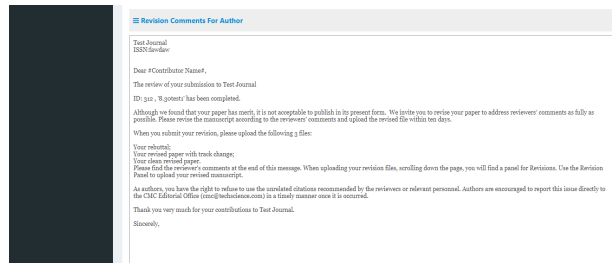 Revision Comments For Author
Test Journal
ISSN:dawdaw
Dear #Contributor Name#,
The review of your submission to Test Journal
ID: 312 , '8.30test1' has been completed.
Although we found that your paper has merit, it is not acceptable to publish in its present form. We invite you to revise your paper to address reviewers' comments as fully as
possible. Please revise the manuscript according to the reviewers' comments and upload the revised file within ten days.
When you submit your revision, please upload the following 3 files:
Your rebuttal;
Your revised paper with track change;
Your clean revised paper.
Please find the reviewer's comments at the end of this message. When uploading your revision files, scrolling down the page, you will find a panel for Revisions. Use the Revision
Panel to upload your revised manuscript.
As authors, you have the right to refuse to use the unrelated citations recommended by the reviewers or relevant personnel. Authors are encouraged to report this issue directly to
the CMC Editorial Office (cmc@techscience.com) in a timely manner once it is occurred.
Thank you very much for your contributions to Test Journal.
Sincerely,